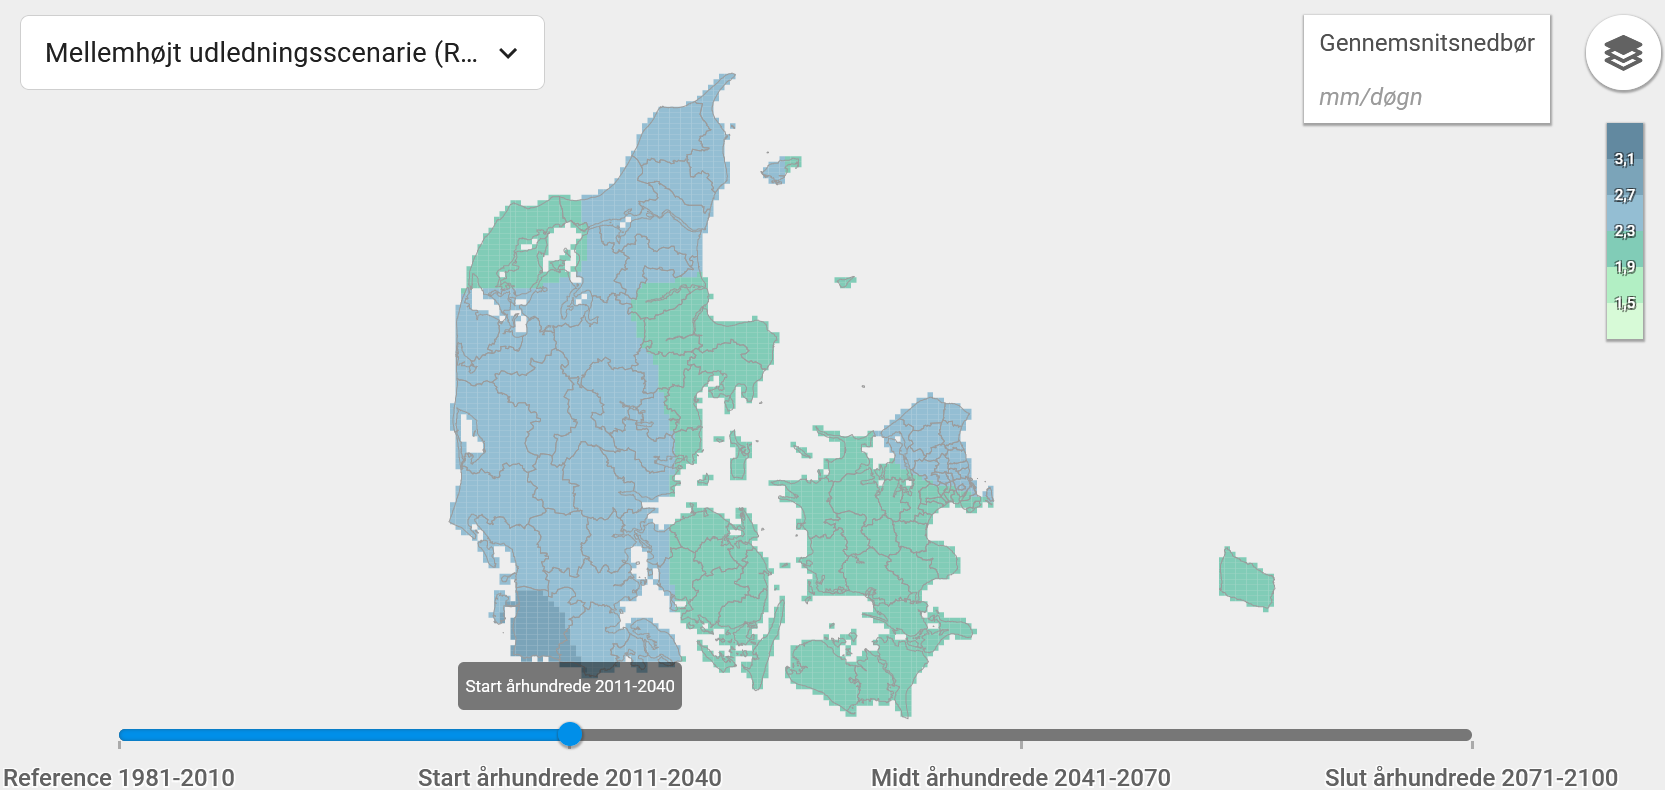 Mellemhøjt udledningsscenarie (R...
Gennemsnitsnedbør
mm/døgn
3,1
2,7
2,3
1,9
1,5
Start århundrede 2011-2040
Reference 1981-2010
Start århundrede 2011-2040
Midt århundrede 2041-2070
Slut århundrede 2071-2100